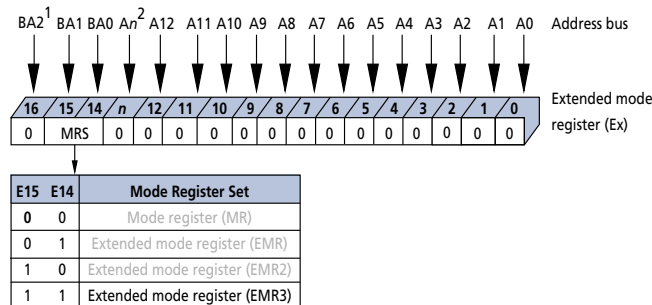 BA2¹ BA1 BA0 An² A12 A11 A10 A9 A8 A7 A6 A5 A4 A3 A2 A1 A0 Address bus
16 15 14 n 12 11 10 9 8 7 6 5 4 3 2 1 0 Extended mode
register (Ex)
0 MRS 0 0 0 0 0 0 0 0 0 0 0 0 0 0
E15 E14 Mode Register Set
0 0 Mode register (MR)
0 1 Extended mode register (EMR)
1 0 Extended mode register (EMR2)
1 1 Extended mode register (EMR3)